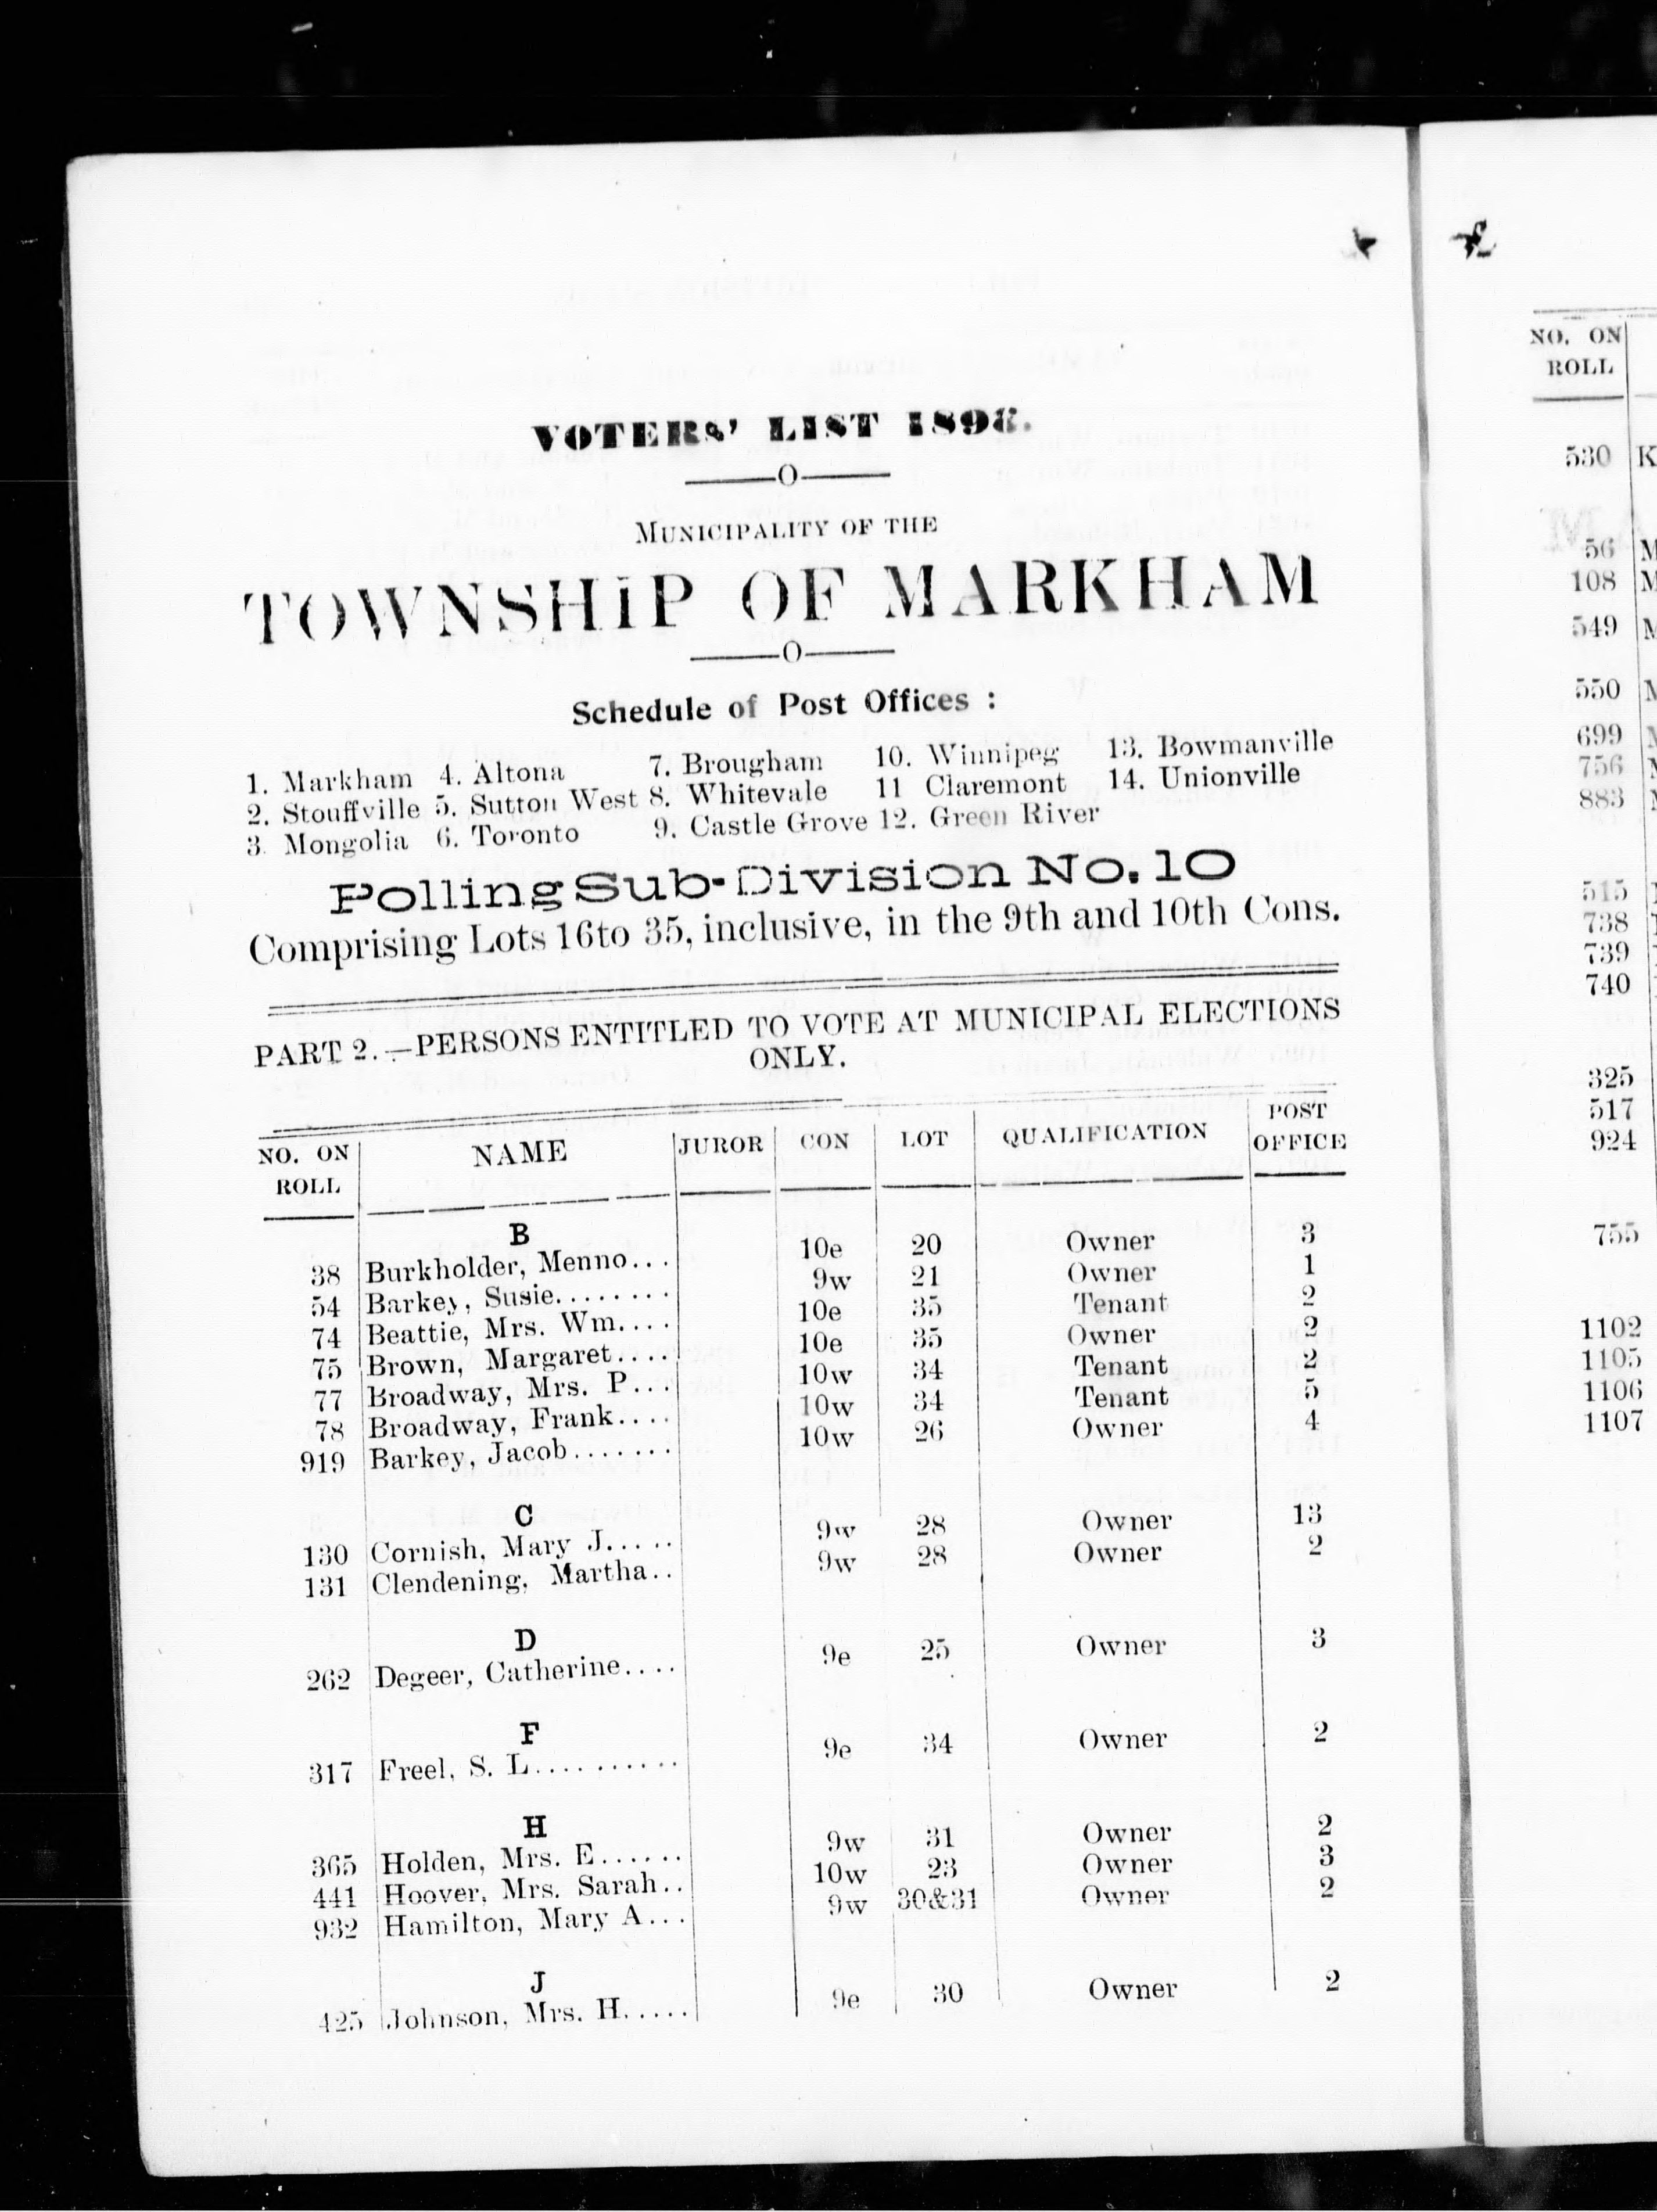 VOTERS' LIST 1898.
O
MUNICIPALITY OF THE
TOWNSHIP OF MARKHAM
O
Schedule of Post Offices :
1. Markham 4. Altona 7. Brougham 10. Winnipeg 13. Bowmanville
2. Stouffville 5. Sutton West 8. Whitevale 11 Claremont 14. Unionville
3. Mongolia 6. Toronto 9. Castle Grove 12. Green River
Polling Sub-Division No. 10
Comprising Lots 16 to 35, inclusive, in the 9th and 10th Cons.
PART 2.—PERSONS ENTITLED TO VOTE AT MUNICIPAL ELECTIONS
ONLY.
NO. ON ROLL NAME JUROR CON LOT QUALIFICATION POST OFFICE
B
38 Burkholder, Menno... 10e 20 Owner 3
54 Barkey, Susie........ 9w 21 Owner 1
74 Beattie, Mrs. Wm.... 10e 35 Tenant 2
75 Brown, Margaret.... 10e 35 Owner 2
77 Broadway, Mrs. P... 10w 34 Tenant 2
78 Broadway, Frank.... 10w 34 Tenant 5
919 Barkey, Jacob....... 10w 26 Owner 4
C
130 Cornish, Mary J..... 9w 28 Owner 13
131 Clendening, Martha.. 9w 28 Owner 2
D
262 Degeer, Catherine.... 9e 25 Owner 3
F
317 Freel, S. L.......... 9e 34 Owner 2
H
365 Holden, Mrs. E...... 9w 31 Owner 2
441 Hoover, Mrs. Sarah.. 10w 23 Owner 3
932 Hamilton, Mary A... 9w 30&31 Owner 2
J
425 Johnson, Mrs. H..... 9e 30 Owner 2
NO. ON
ROLL
530 K
56 M
108 M
549 M
550
699
756
883
515
738
739
740
325
517
924
755
1102
1105
1106
1107